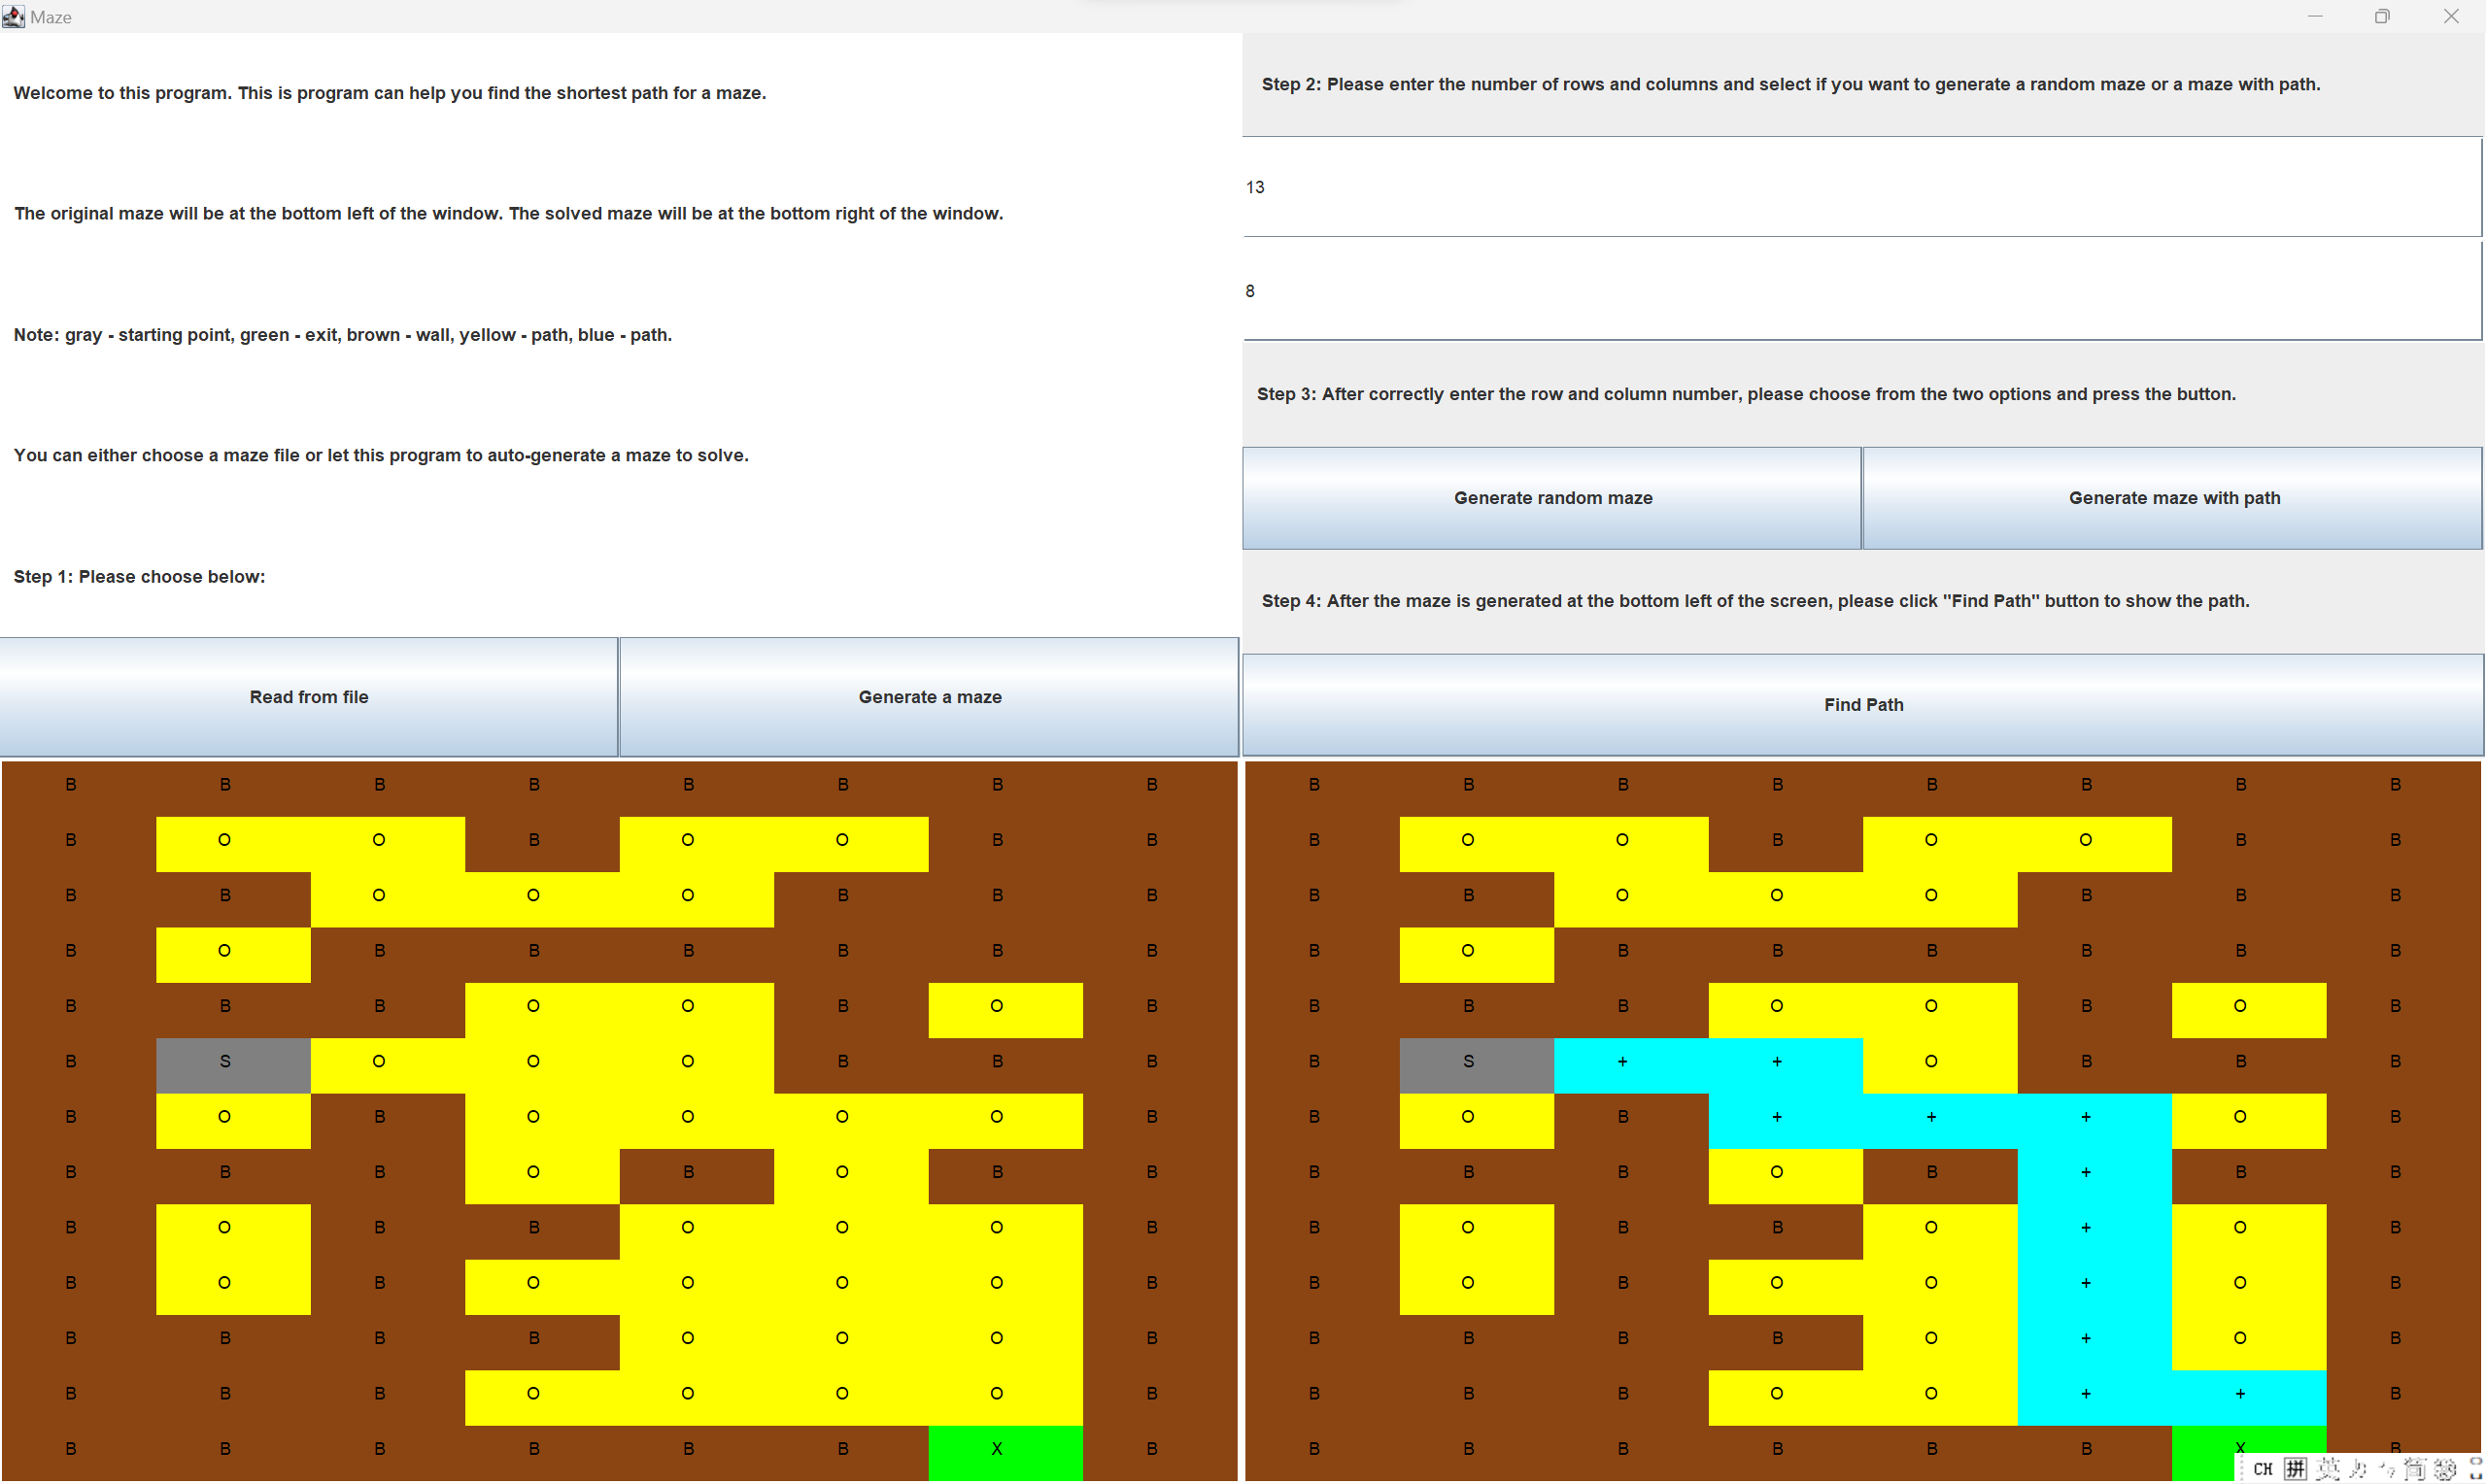 Maze
Welcome to this program. This is program can help you find the shortest path for a maze.
The original maze will be at the bottom left of the window. The solved maze will be at the bottom right of the window.
Note: gray - starting point, green - exit, brown - wall, yellow - path, blue - path.
You can either choose a maze file or let this program to auto-generate a maze to solve.
Step 1: Please choose below:
Read from file
Generate a maze
Step 2: Please enter the number of rows and columns and select if you want to generate a random maze or a maze with path.
13
8
Step 3: After correctly enter the row and column number, please choose from the two options and press the button.
Generate random maze
Generate maze with path
Step 4: After the maze is generated at the bottom left of the screen, please click "Find Path" button to show the path.
Find Path
B B B B B B B B
B O O B O O B B
B B O O O B B B
B O B B B B B B
B B B O O B O B
B S O O O B B B
B O B O O O O B
B B B O B O B B
B O B B O O O B
B O B O O O O B
B B B B O O O B
B B B O O O O B
B B B B B B X B
B B B B B B B B
B O O B O O B B
B B O O O B B B
B O B B B B B B
B B B O O B O B
B S + + O B B B
B O B + + + O B
B B B O B + B B
B O B B O + O B
B O B O O + O B
B B B B O + O B
B B B O O + + B
B B B B B B X B
CH 拼 英 简